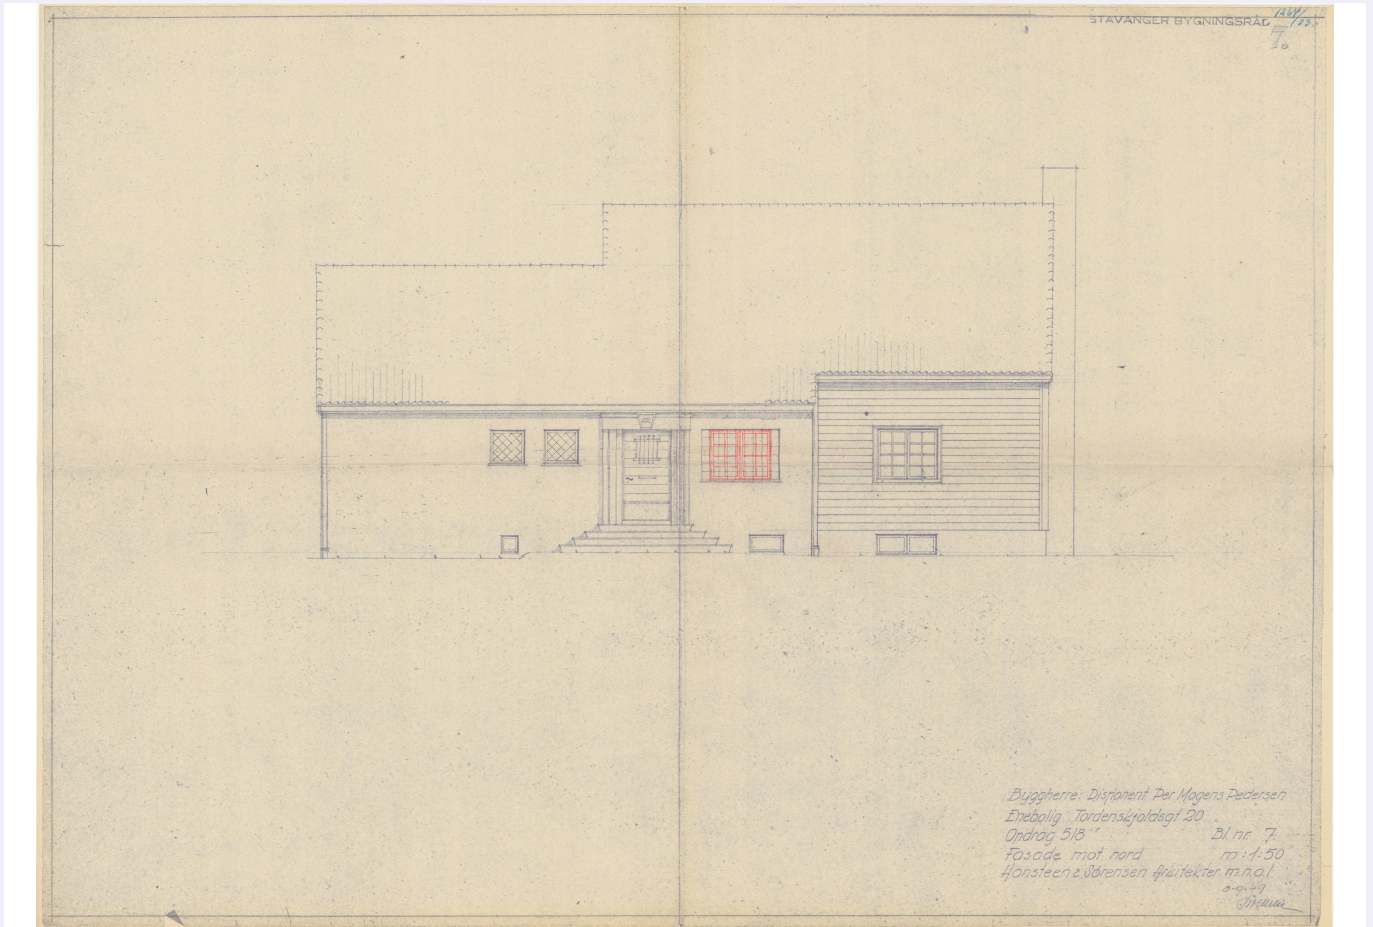 STAVANGER BYGNINGSRÅD
Byggherre: Disponent Per Mogens Pedersen
Enebolig Tordenskjoldsgt 20
Opdrag 518 Bl. nr. 7.
Fasade mot nord m:1:50
Hansteen & Sørensen Arkitekter m.n.a.l.